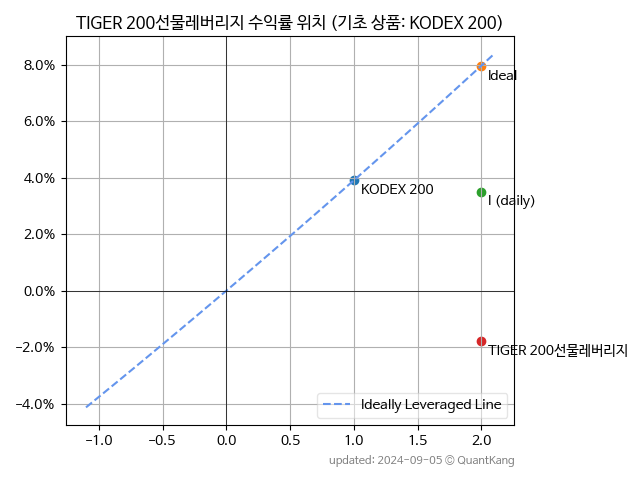 TIGER 200선물레버리지 수익률 위치 (기초 상품: KODEX 200)
8.0%
6.0%
4.0%
2.0%
0.0%
−2.0%
−4.0%
Ideal
KODEX 200
I (daily)
TIGER 200선물레버리지
Ideally Leveraged Line
−1.0 −0.5 0.0 0.5 1.0 1.5 2.0
updated: 2024-09-05 © QuantKang